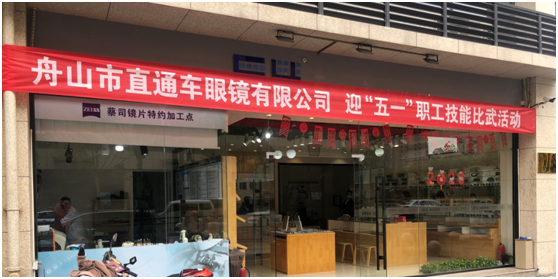 舟山市直通车眼镜有限公司 迎“五一”职工技能比武活动
ZEISS 蔡司镜片特约加工点